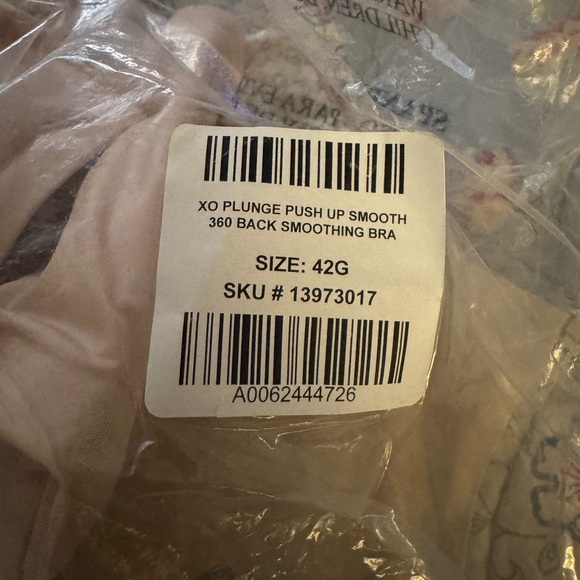 XO PLUNGE PUSH UP SMOOTH
360 BACK SMOOTHING BRA
SIZE: 42G
SKU # 13973017
A0062444726